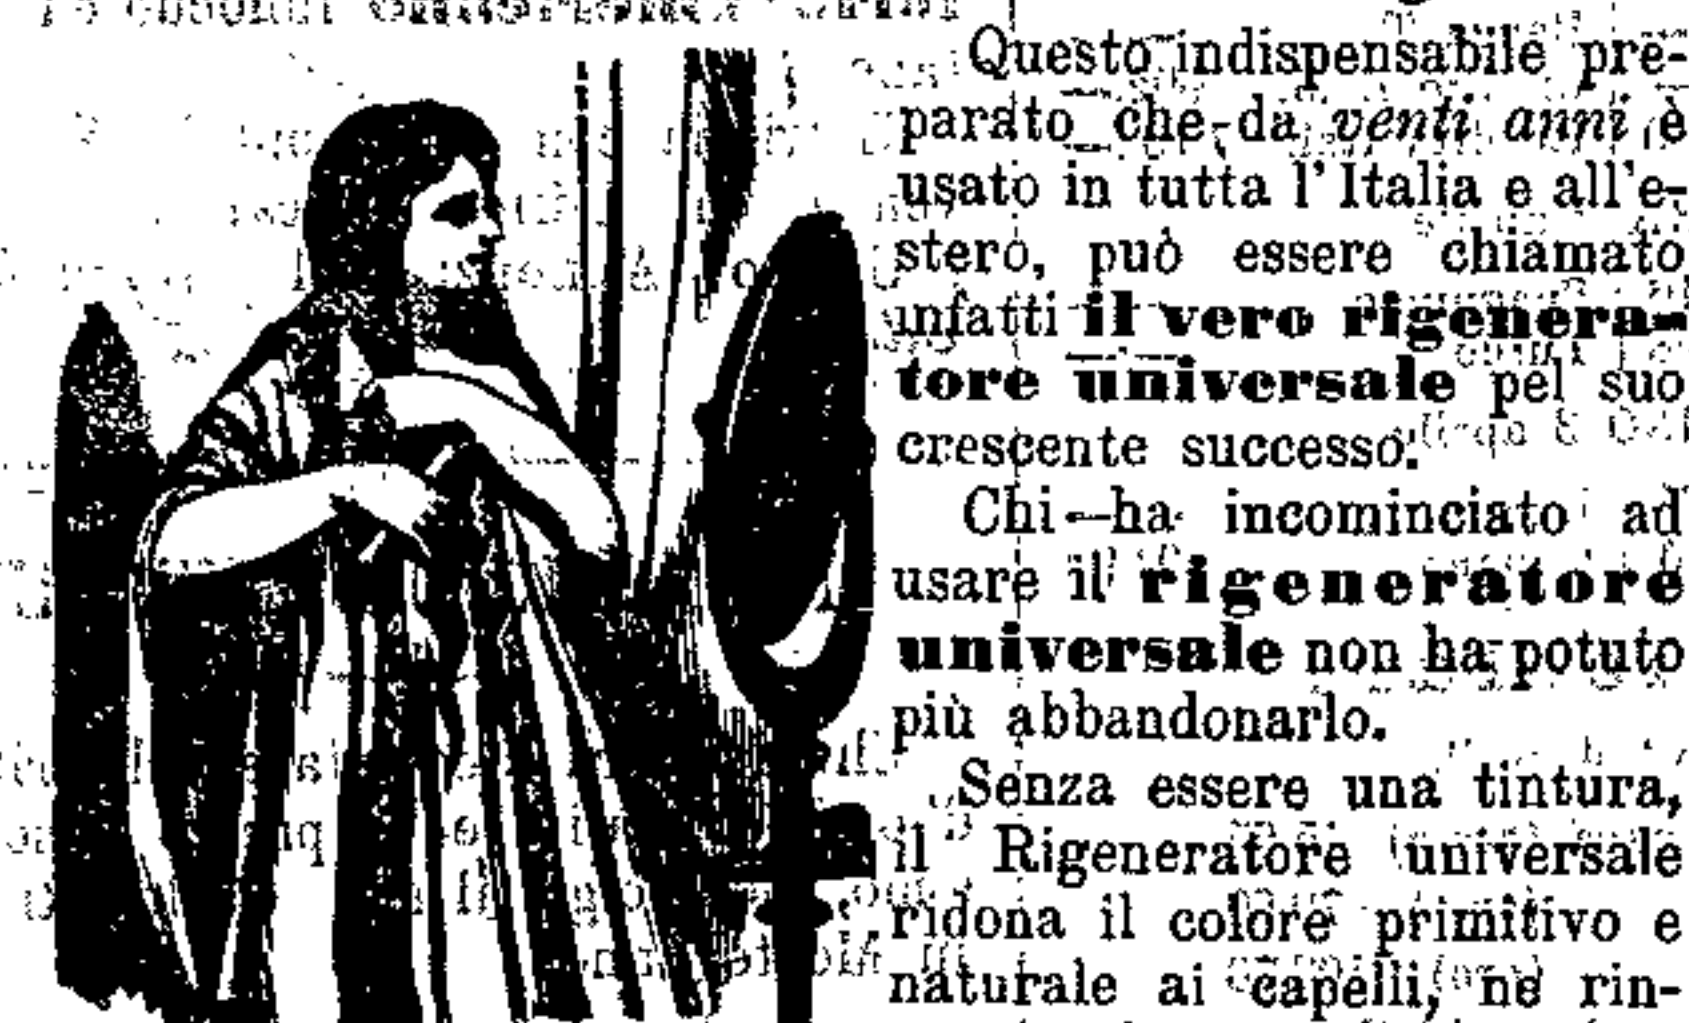 Questo indispensabile pre-
parato che da venti anni è
usato in tutta l'Italia e all'e-
stero, può essere chiamato
infatti il vero rigenera-
tore universale pel suo
crescente successo.
Chi ha incominciato ad
usare il rigeneratore
universale non ha potuto
più abbandonarlo.
Senza essere una tintura,
il Rigeneratore universale
ridona il colore primitivo e
naturale ai capelli, ne rin-